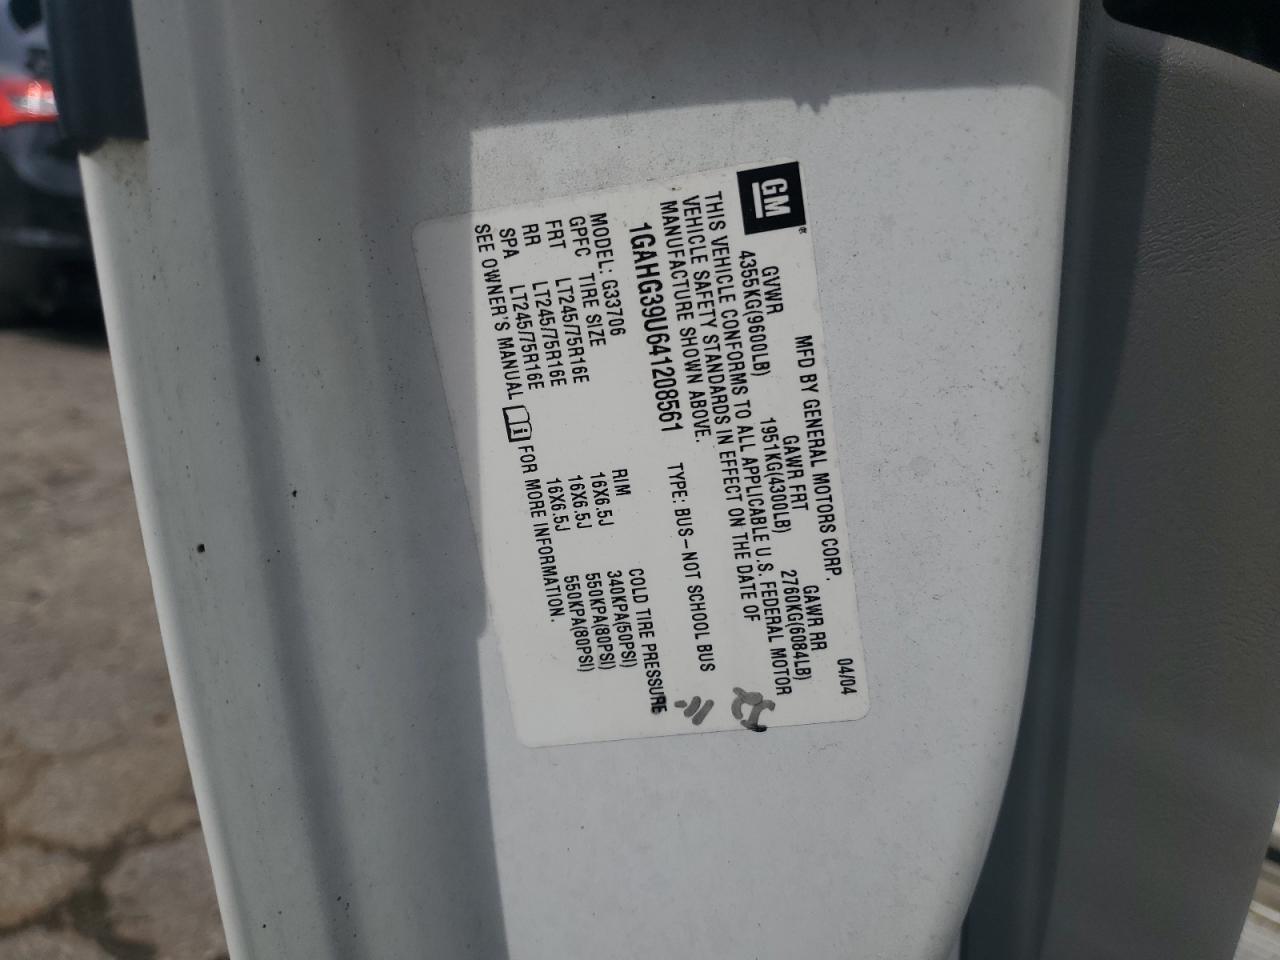 GM
MFD BY GENERAL MOTORS CORP. 04/04
GVWR GAWR FRT GAWR RR
4355KG(9600LB) 1951KG(4300LB) 2760KG(6084LB)
THIS VEHICLE CONFORMS TO ALL APPLICABLE U.S. FEDERAL MOTOR
VEHICLE SAFETY STANDARDS IN EFFECT ON THE DATE OF
MANUFACTURE SHOWN ABOVE.
1GAHG39U641208561 TYPE: BUS-NOT SCHOOL BUS
MODEL: G33706
GPFC TIRE SIZE RIM COLD TIRE PRESSURE
FRT LT245/75R16E 16X6.5J 340KPA(50PSI)
RR LT245/75R16E 16X6.5J 550KPA(80PSI)
SPA LT245/75R16E 16X6.5J 550KPA(80PSI)
SEE OWNER'S MANUAL i FOR MORE INFORMATION.